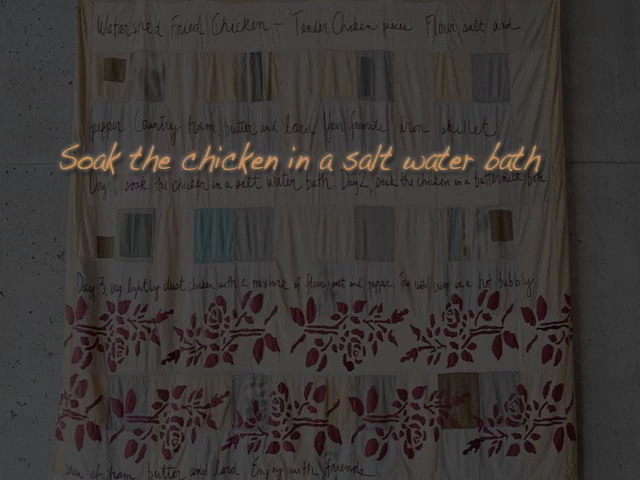 Watershed Fried Chicken - Tender Chicken pieces Flour, salt and
pepper Country ham, butter and lard Your favorite iron skillet
Soak the chicken in a salt water bath
Day 1, soak the chicken in a salt water bath Day 2, soak the chicken in a buttermilk bath
Day 3, very lightly dust chicken with a mixture of flour, salt and pepper. Fry until crisp in a hot bubbly
of ham butter and lard Enjoy with friends